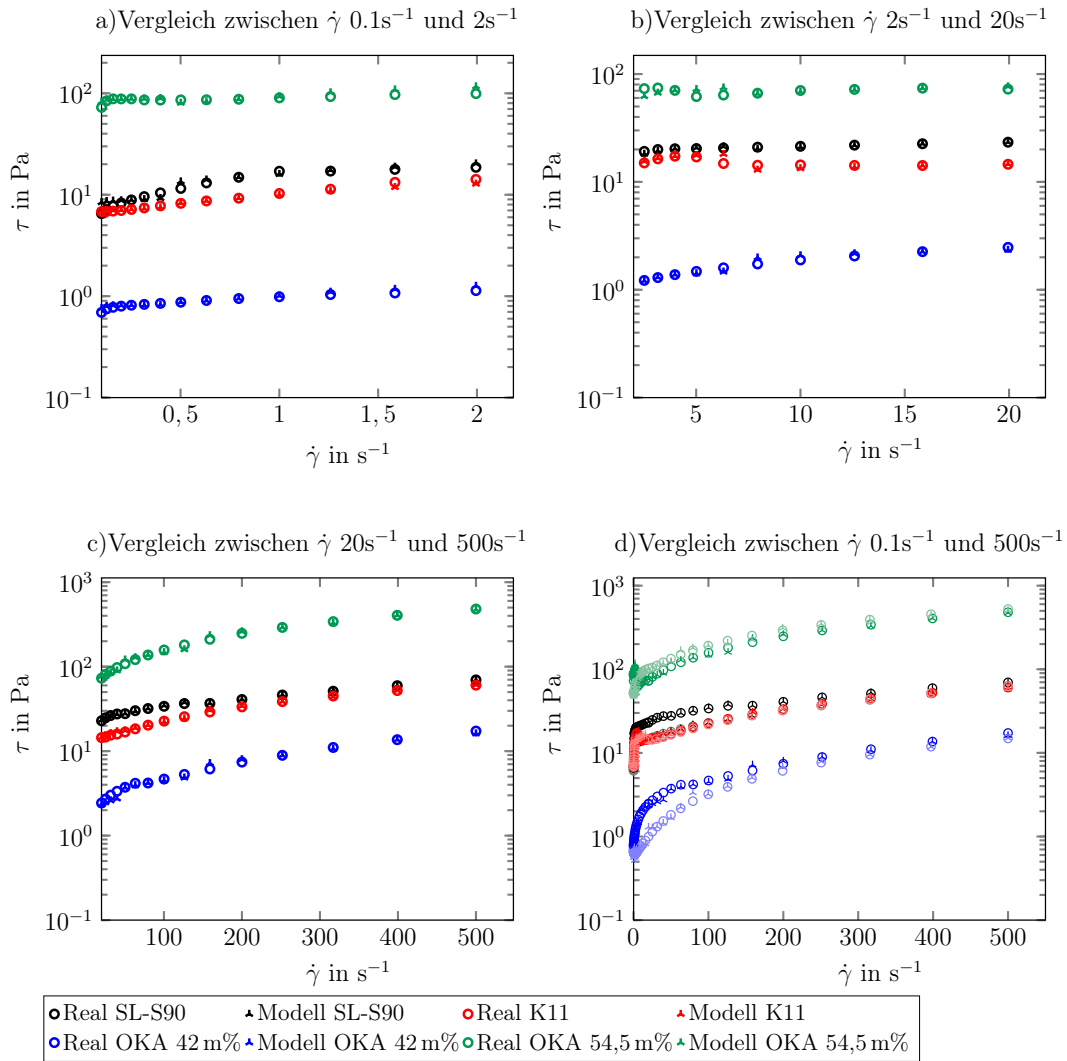 a)Vergleich zwischen γ̇ 0.1s⁻¹ und 2s⁻¹
10²
10¹
10⁰
10⁻¹
τ in Pa
0,5 1 1,5 2
γ̇ in s⁻¹
b)Vergleich zwischen γ̇ 2s⁻¹ und 20s⁻¹
10²
10¹
10⁰
10⁻¹
τ in Pa
5 10 15 20
γ̇ in s⁻¹
c)Vergleich zwischen γ̇ 20s⁻¹ und 500s⁻¹
10³
10²
10¹
10⁰
10⁻¹
τ in Pa
100 200 300 400 500
γ̇ in s⁻¹
d)Vergleich zwischen γ̇ 0.1s⁻¹ und 500s⁻¹
10³
10²
10¹
10⁰
10⁻¹
τ in Pa
0 100 200 300 400 500
γ̇ in s⁻¹
Real SL-S90 Modell SL-S90 Real K11 Modell K11
Real OKA 42 m% Modell OKA 42 m% Real OKA 54,5 m% Modell OKA 54,5 m%